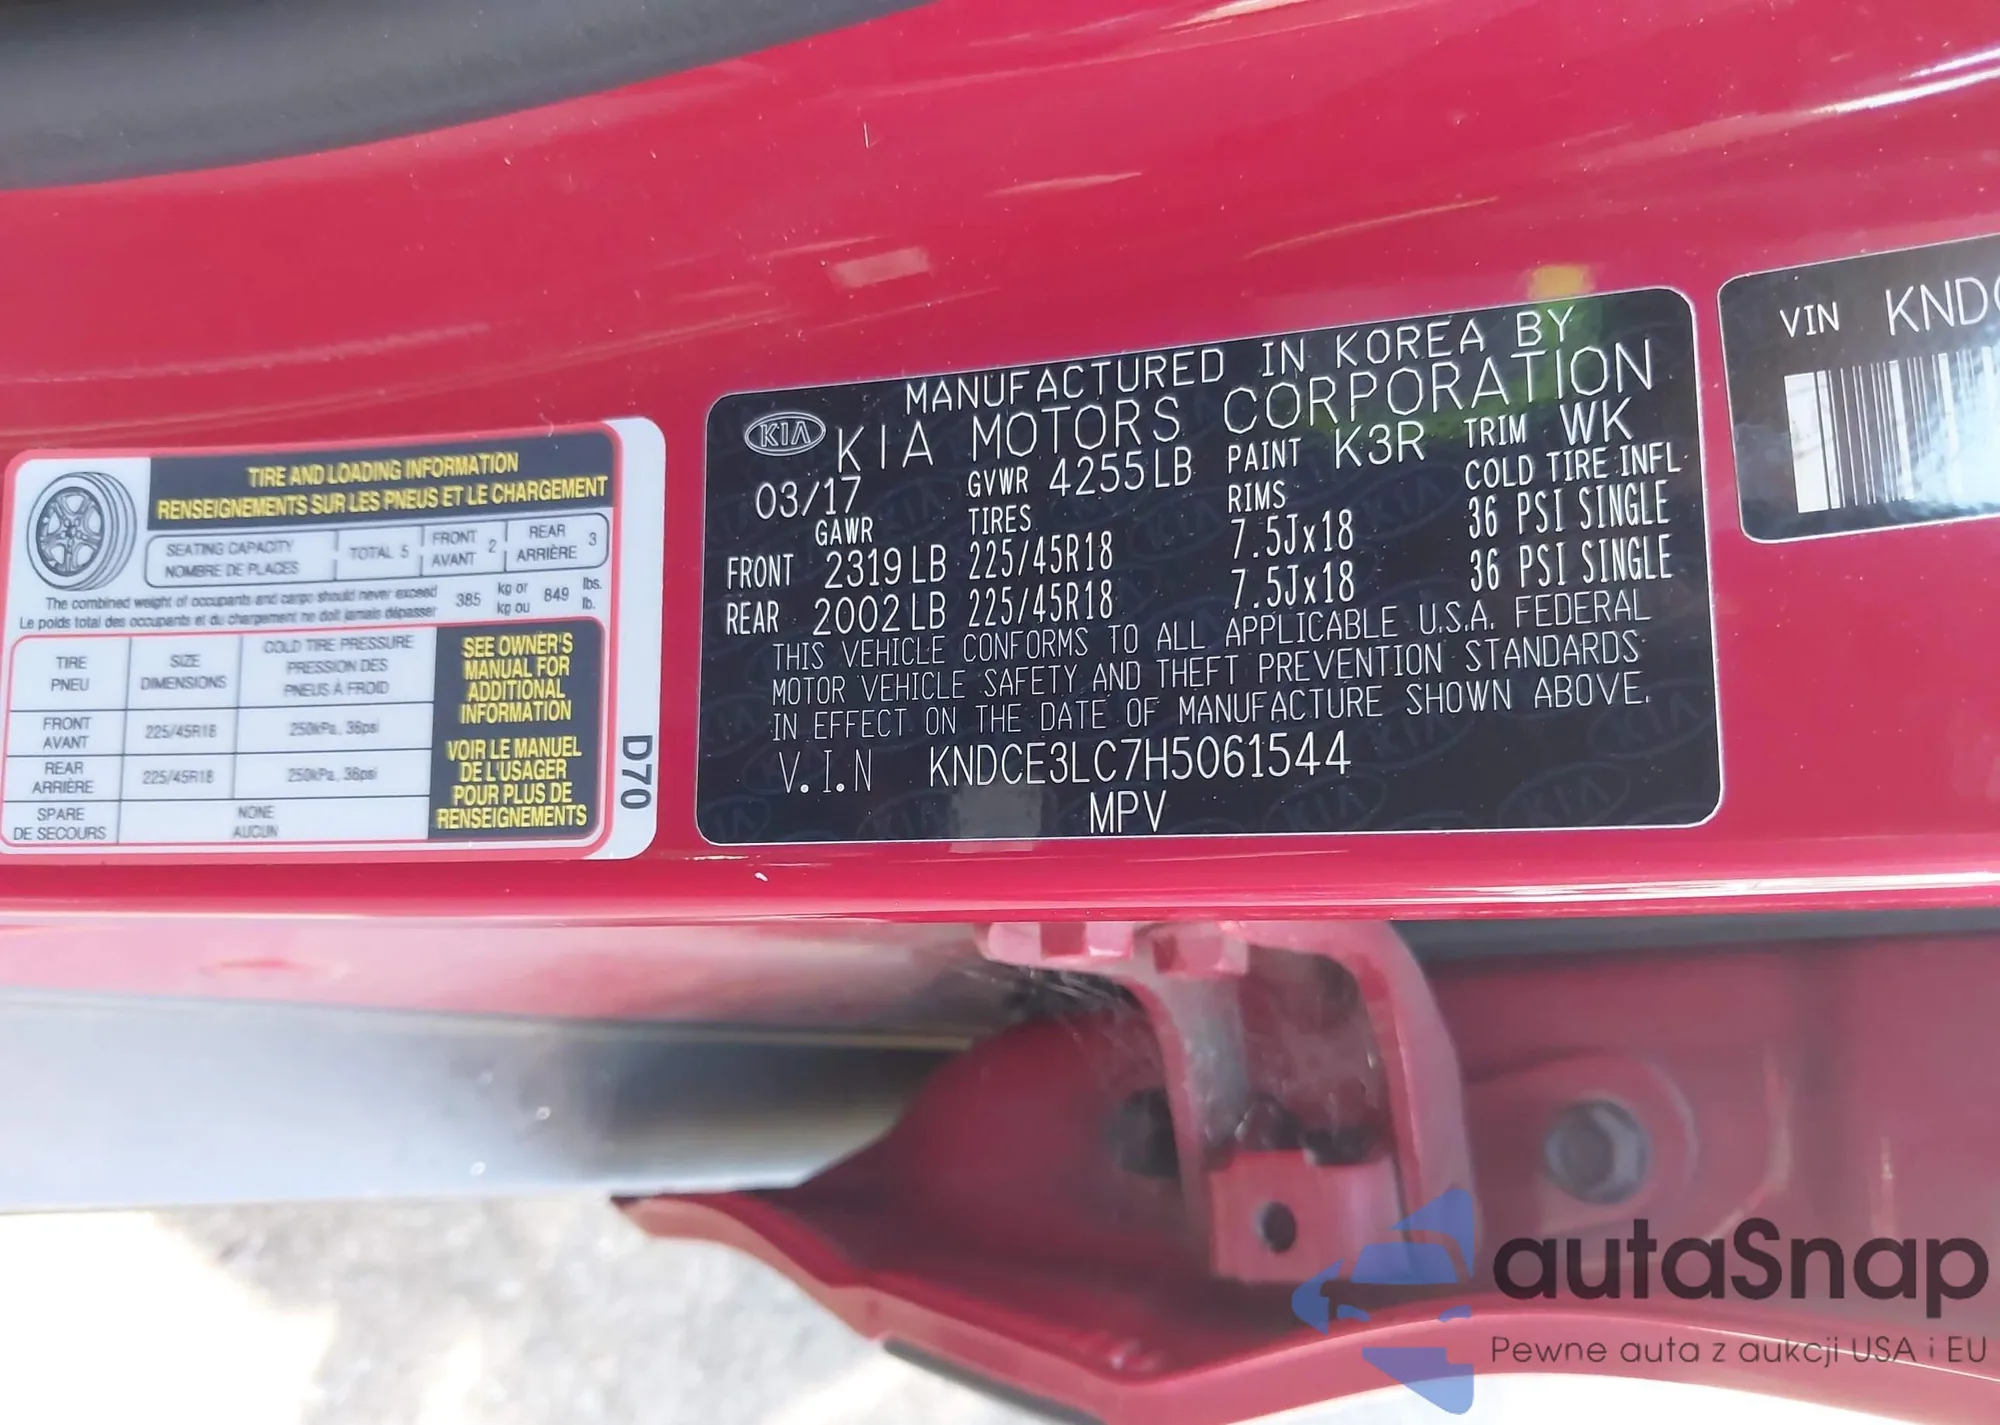 TIRE AND LOADING INFORMATION
RENSEIGNEMENTS SUR LES PNEUS ET LE CHARGEMENT
SEATING CAPACITY
NOMBRE DE PLACES
TOTAL 5
FRONT
AVANT
2
REAR
ARRIÈRE
3
The combined weight of occupants and cargo should never exceed
Le poids total des occupants et du chargement ne doit jamais dépasser
385
kg or
kg ou
849
lbs.
lb.
TIRE
PNEU
SIZE
DIMENSIONS
COLD TIRE PRESSURE
PRESSION DES
PNEUS À FROID
FRONT
AVANT
225/45R18
250kPa, 36psi
REAR
ARRIÈRE
225/45R18
250kPa, 36psi
SPARE
DE SECOURS
NONE
AUCUN
SEE OWNER'S
MANUAL FOR
ADDITIONAL
INFORMATION
VOIR LE MANUEL
DE L'USAGER
POUR PLUS DE
RENSEIGNEMENTS
D70
KIA
MANUFACTURED IN KOREA BY
KIA MOTORS CORPORATION
03/17 GVWR 4255LB PAINT K3R TRIM WK
GAWR TIRES RIMS COLD TIRE INFL
FRONT 2319LB 225/45R18 7.5Jx18 36 PSI SINGLE
REAR 2002LB 225/45R18 7.5Jx18 36 PSI SINGLE
THIS VEHICLE CONFORMS TO ALL APPLICABLE U.S.A. FEDERAL
MOTOR VEHICLE SAFETY AND THEFT PREVENTION STANDARDS
IN EFFECT ON THE DATE OF MANUFACTURE SHOWN ABOVE.
V.I.N KNDCE3LC7H5061544
MPV
VIN KNDC
autaSnap
Pewne auta z aukcji USA i EU